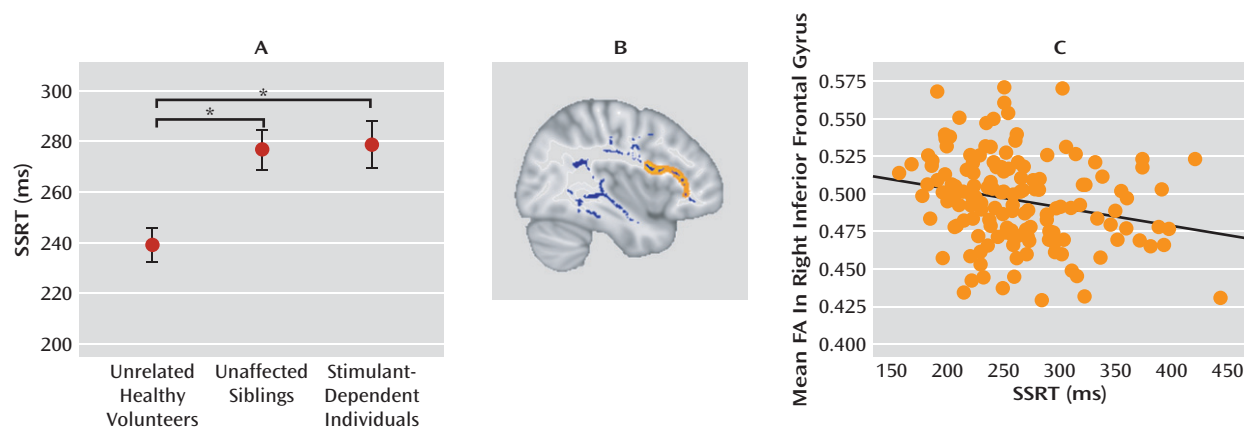 A
SSRT (ms)
300
280
260
240
220
200
*
*
Unrelated
Healthy
Volunteers
Unaffected
Siblings
Stimulant-
Dependent
Individuals
B
C
Mean FA In Right Inferior Frontal Gyrus
0.575
0.550
0.525
0.500
0.475
0.450
0.425
0.400
150 200 250 300 350 400 450
SSRT (ms)